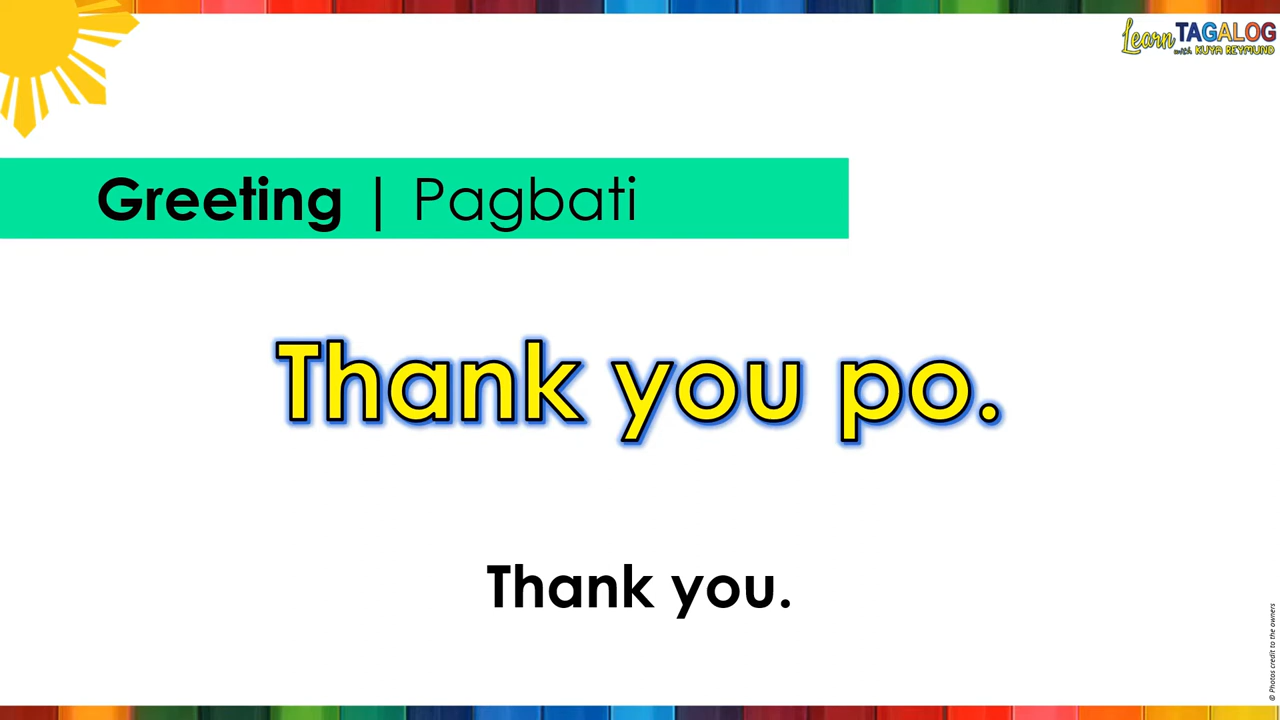 Learn TAGALOG
with KUYA REYMUND
Greeting | Pagbati
Thank you po.
Thank you.
© Photos credit to the owners